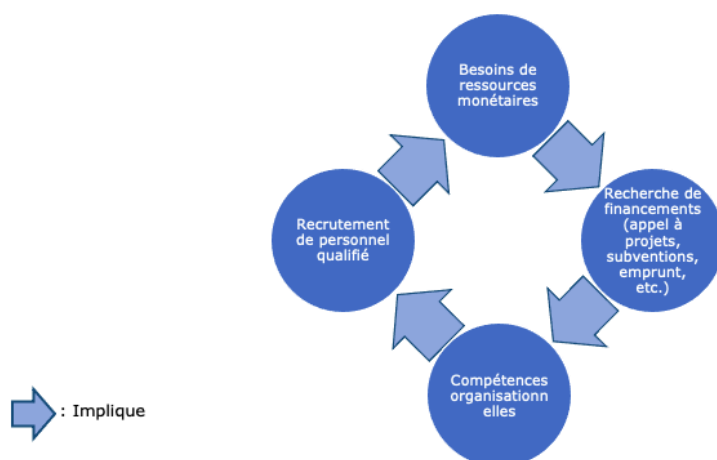 Besoins de
ressources
monétaires
Recherche de
financements
(appel à
projets,
subventions,
emprunt,
etc.)
Compétences
organisationn
elles
Recrutement
de personnel
qualifié
: Implique